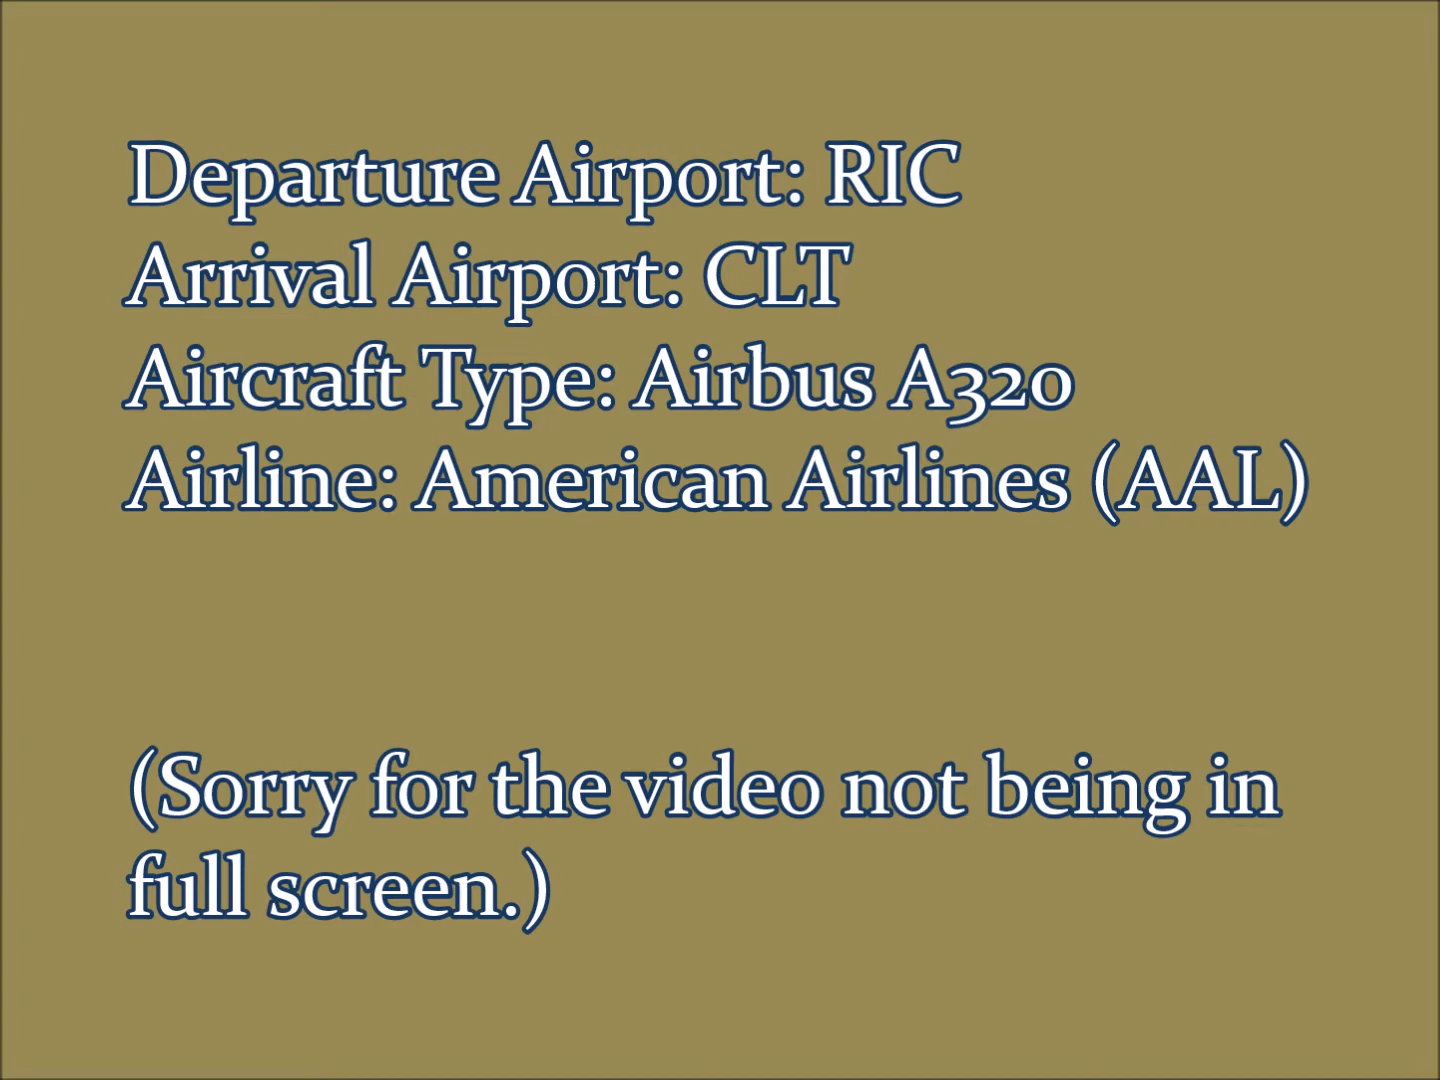 Departure Airport: RIC
Arrival Airport: CLT
Aircraft Type: Airbus A320
Airline: American Airlines (AAL)
(Sorry for the video not being in
full screen.)